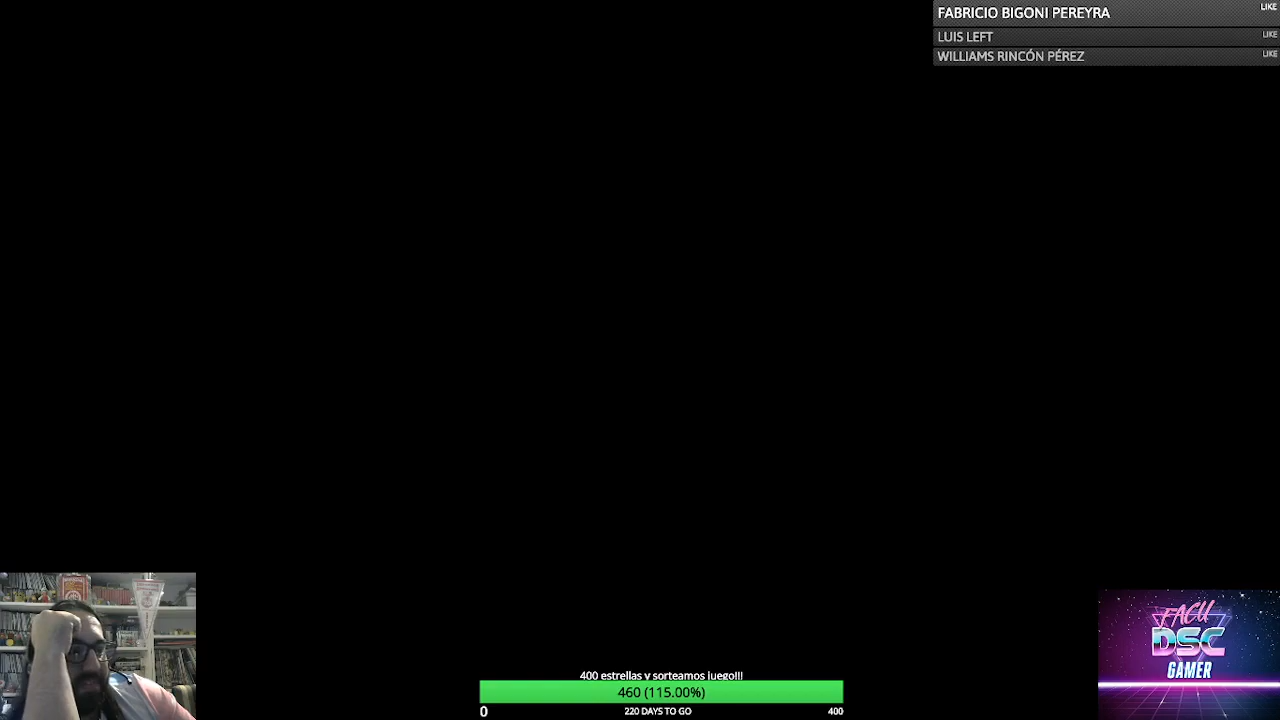 FABRICIO BIGONI PEREYRA LIKE
LUIS LEFT LIKE
WILLIAMS RINCÓN PÉREZ LIKE
400 estrellas y sorteamos juego!!!
460 (115.00%)
0 220 DAYS TO GO 400
FACU
DSC
GAMER